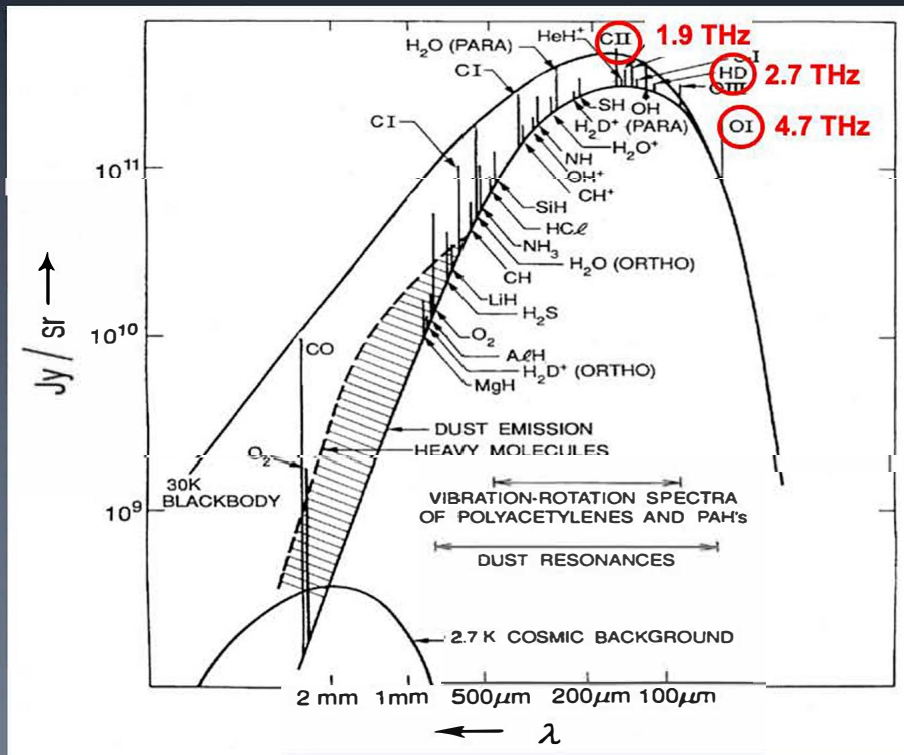 HeH⁺
CII
1.9 THz
H₂O (PARA)
CI
HD
2.7 THz
OI
4.7 THz
SH
OH
H₂D⁺ (PARA)
H₂O⁺
NH
OH⁺
CH⁺
CI
10¹¹
SiH
HCℓ
NH₃
H₂O (ORTHO)
CH
LiH
H₂S
Jy / sr
10¹⁰
CO
O₂
AℓH
H₂D⁺ (ORTHO)
MgH
DUST EMISSION
HEAVY MOLECULES
O₂
30K
BLACKBODY
VIBRATION-ROTATION SPECTRA
OF POLYACETYLENES AND PAH's
10⁹
DUST RESONANCES
2.7 K COSMIC BACKGROUND
2 mm 1mm 500μm 200μm 100μm
λ